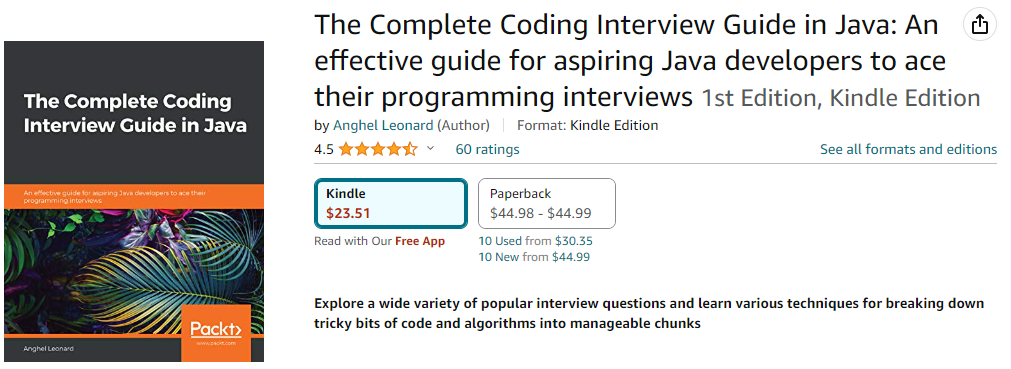 The Complete Coding
Interview Guide in Java
An effective guide for aspiring Java developers to ace their
programming interviews
Packt>
www.packt.com
Anghel Leonard
The Complete Coding Interview Guide in Java: An
effective guide for aspiring Java developers to ace
their programming interviews 1st Edition, Kindle Edition
by Anghel Leonard (Author) Format: Kindle Edition
4.5 60 ratings See all formats and editions
Kindle
$23.51
Read with Our Free App
Paperback
$44.98 - $44.99
10 Used from $30.35
10 New from $44.99
Explore a wide variety of popular interview questions and learn various techniques for breaking down
tricky bits of code and algorithms into manageable chunks